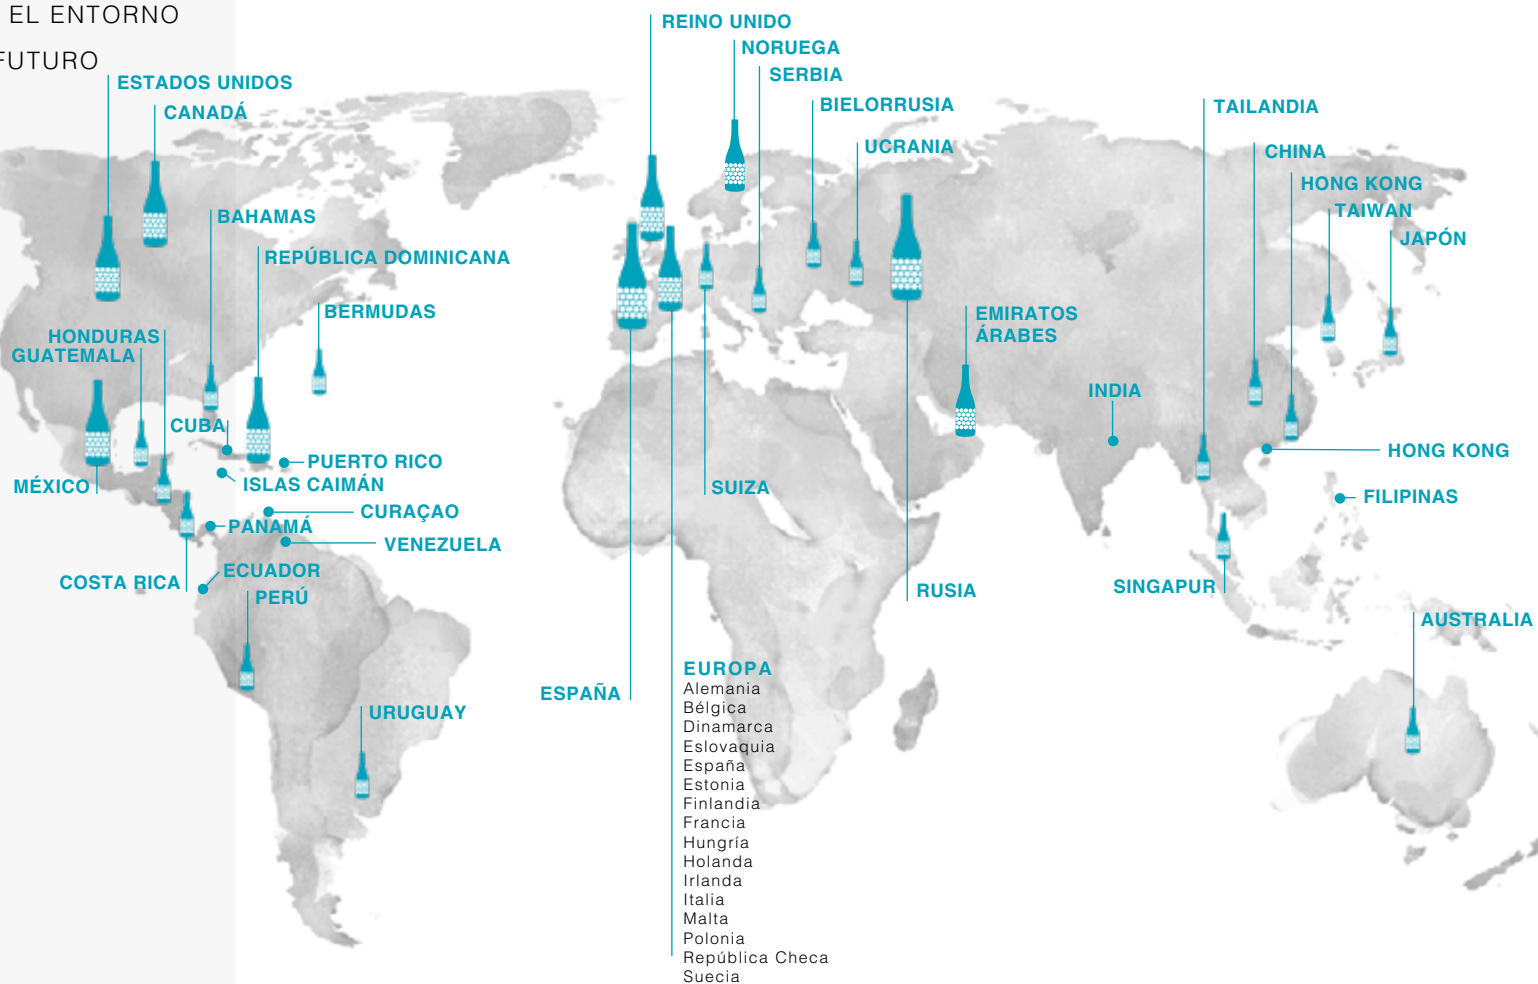 EL ENTORNO
FUTURO
ESTADOS UNIDOS
CANADÁ
BAHAMAS
REPÚBLICA DOMINICANA
BERMUDAS
HONDURAS
GUATEMALA
CUBA
PUERTO RICO
ISLAS CAIMÁN
MÉXICO
CURAÇAO
PANAMÁ
VENEZUELA
COSTA RICA
ECUADOR
PERÚ
URUGUAY
REINO UNIDO
NORUEGA
SERBIA
BIELORRUSIA
UCRANIA
EMIRATOS
ÁRABES
SUIZA
RUSIA
ESPAÑA
EUROPA
Alemania
Bélgica
Dinamarca
Eslovaquia
España
Estonia
Finlandia
Francia
Hungría
Holanda
Irlanda
Italia
Malta
Polonia
República Checa
Suecia
TAILANDIA
CHINA
HONG KONG
TAIWAN
JAPÓN
INDIA
HONG KONG
FILIPINAS
SINGAPUR
AUSTRALIA